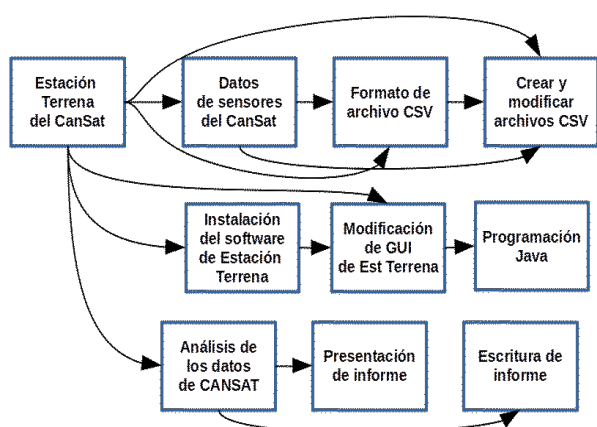 Estación
Terrena
del CanSat
Datos
de sensores
del CanSat
Formato de
archivo CSV
Crear y
modificar
archivos CSV
Instalación
del software
de Estación
Terrena
Modificación
de GUI
de Est Terrena
Programación
Java
Análisis de
los datos
de CANSAT
Presentación
de informe
Escritura de
informe